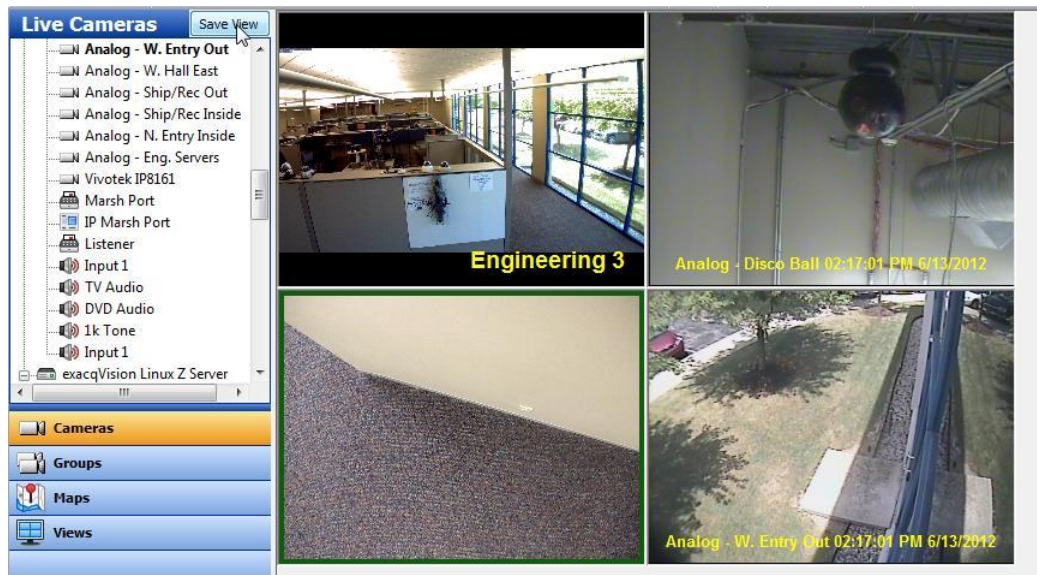 Live Cameras
Save View
Analog - W. Entry Out
Analog - W. Hall East
Analog - Ship/Rec Out
Analog - Ship/Rec Inside
Analog - N. Entry Inside
Analog - Eng. Servers
Vivotek IP8161
Marsh Port
IP Marsh Port
Listener
Input 1
TV Audio
DVD Audio
1k Tone
Input 1
exacqVision Linux Z Server
Cameras
Groups
Maps
Views
Engineering 3
Analog - Disco Ball 02:17:01 PM 6/13/2012
Analog - W. Entry Out 02:17:01 PM 6/13/2012